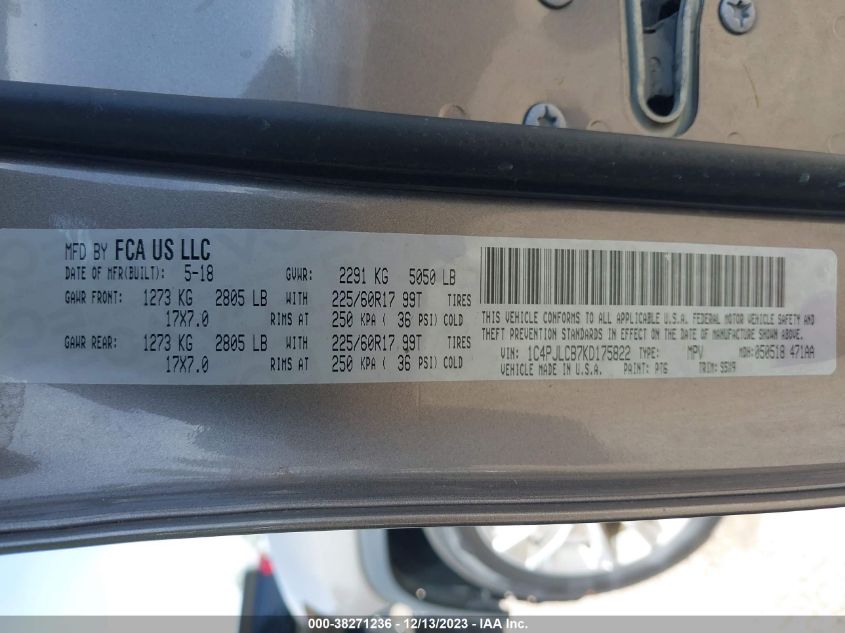 MFD BY FCA US LLC
DATE OF MFR(BUILT): 5-18 GVWR: 2291 KG 5050 LB
GAWR FRONT: 1273 KG 2805 LB WITH 225/60R17 99T TIRES
17X7.0 RIMS AT 250 KPA ( 36 PSI) COLD
GAWR REAR: 1273 KG 2805 LB WITH 225/60R17 99T TIRES
17X7.0 RIMS AT 250 KPA ( 36 PSI) COLD
THIS VEHICLE CONFORMS TO ALL APPLICABLE U.S.A. FEDERAL MOTOR VEHICLE SAFETY AND
THEFT PREVENTION STANDARDS IN EFFECT ON THE DATE OF MANUFACTURE SHOWN ABOVE.
VIN: 1C4PJLCB7KD175822 TYPE: MPV MDH: 050518 471AA
VEHICLE MADE IN U.S.A. PAINT: PTG TRIM: S5X9
000-38271236 - 12/13/2023 - IAA Inc.